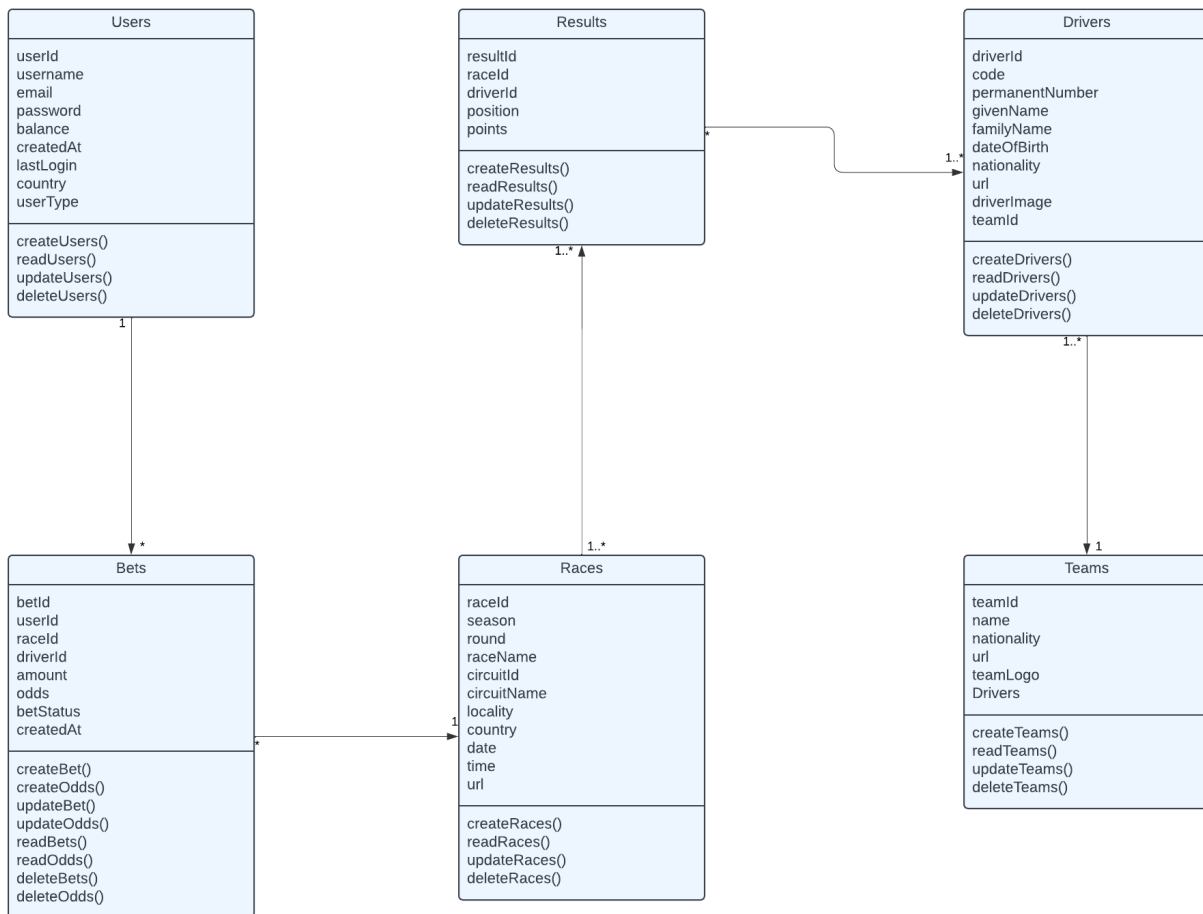 Users
userId
username
email
password
balance
createdAt
lastLogin
country
userType
createUsers()
readUsers()
updateUsers()
deleteUsers()
1
*
Bets
betId
userId
raceId
driverId
amount
odds
betStatus
createdAt
createBet()
createOdds()
updateBet()
updateOdds()
readBets()
readOdds()
deleteBets()
deleteOdds()
*
1
Results
resultId
raceId
driverId
position
points
createResults()
readResults()
updateResults()
deleteResults()
1..*
1..*
Races
raceId
season
round
raceName
circuitId
circuitName
locality
country
date
time
url
createRaces()
readRaces()
updateRaces()
deleteRaces()
*
1..*
Drivers
driverId
code
permanentNumber
givenName
familyName
dateOfBirth
nationality
url
driverImage
teamId
createDrivers()
readDrivers()
updateDrivers()
deleteDrivers()
1..*
1
Teams
teamId
name
nationality
url
teamLogo
Drivers
createTeams()
readTeams()
updateTeams()
deleteTeams()